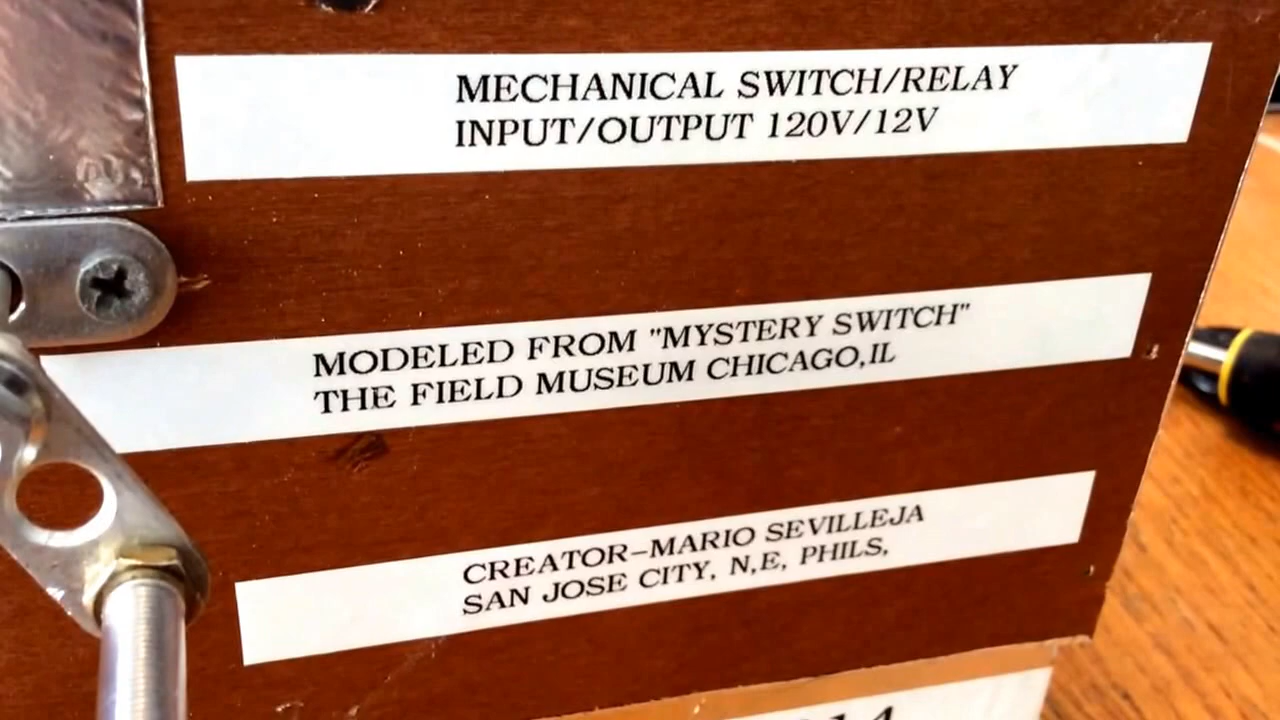 MECHANICAL SWITCH/RELAY
INPUT/OUTPUT 120V/12V
MODELED FROM "MYSTERY SWITCH"
THE FIELD MUSEUM CHICAGO,IL
CREATOR-MARIO SEVILLEJA
SAN JOSE CITY, N,E, PHILS,